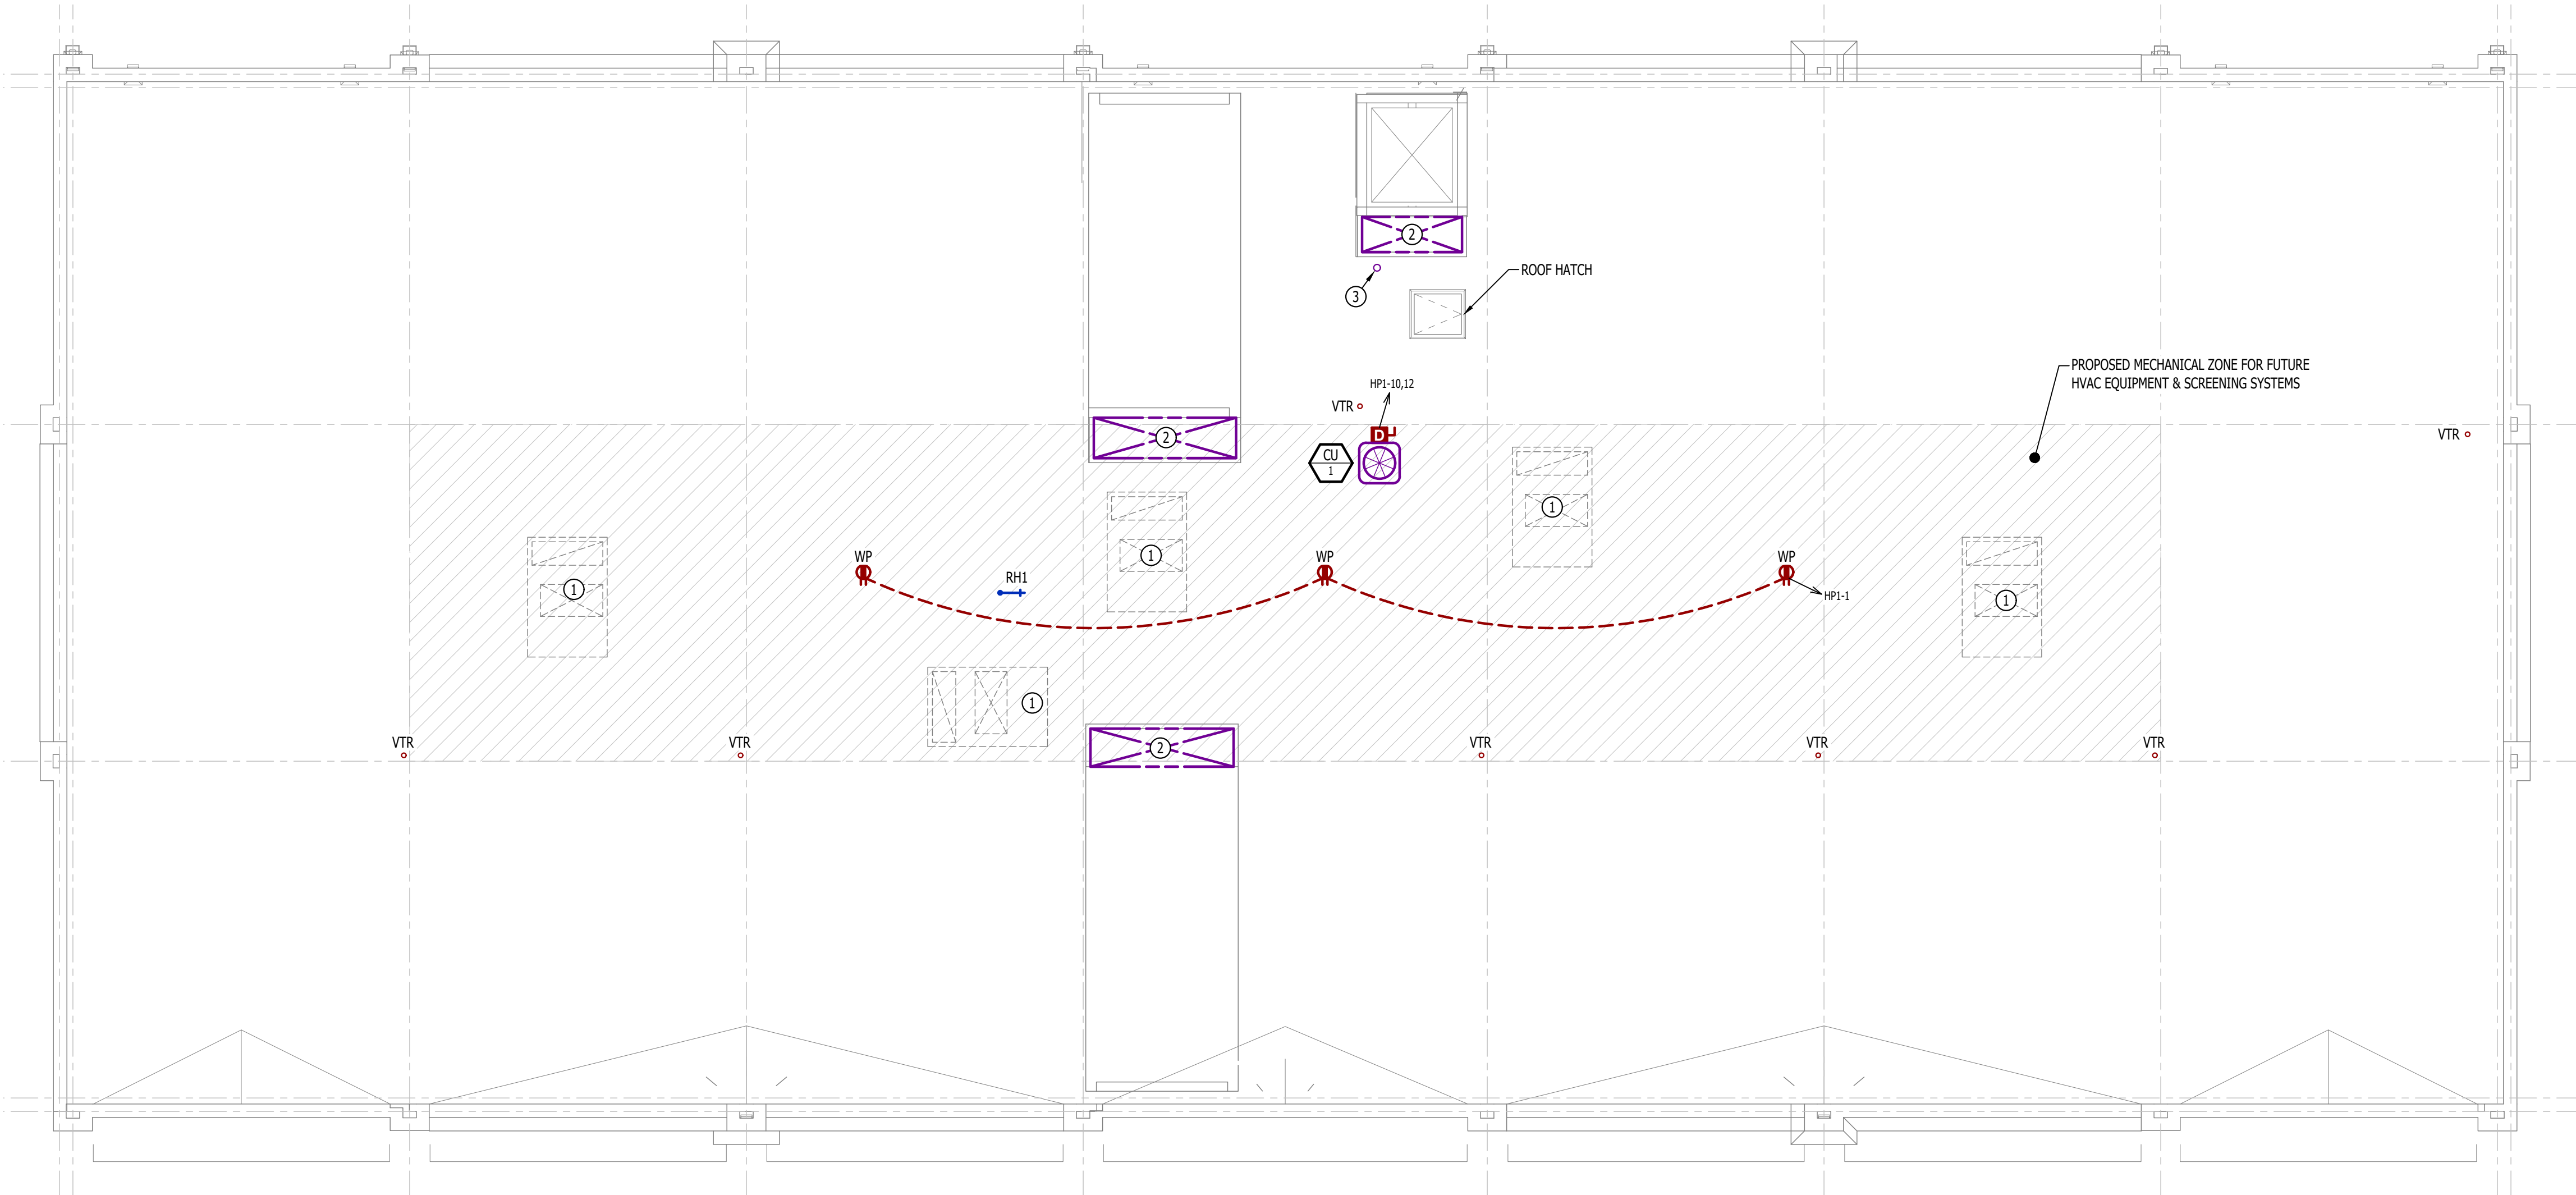 2
ROOF HATCH
3
PROPOSED MECHANICAL ZONE FOR FUTURE
HVAC EQUIPMENT & SCREENING SYSTEMS
HP1-10,12
VTR
D
VTR
2
CU
1
1
1
WP
WP
WP
RH1
1
HP1-1
1
1
VTR
VTR
2
VTR
VTR
VTR